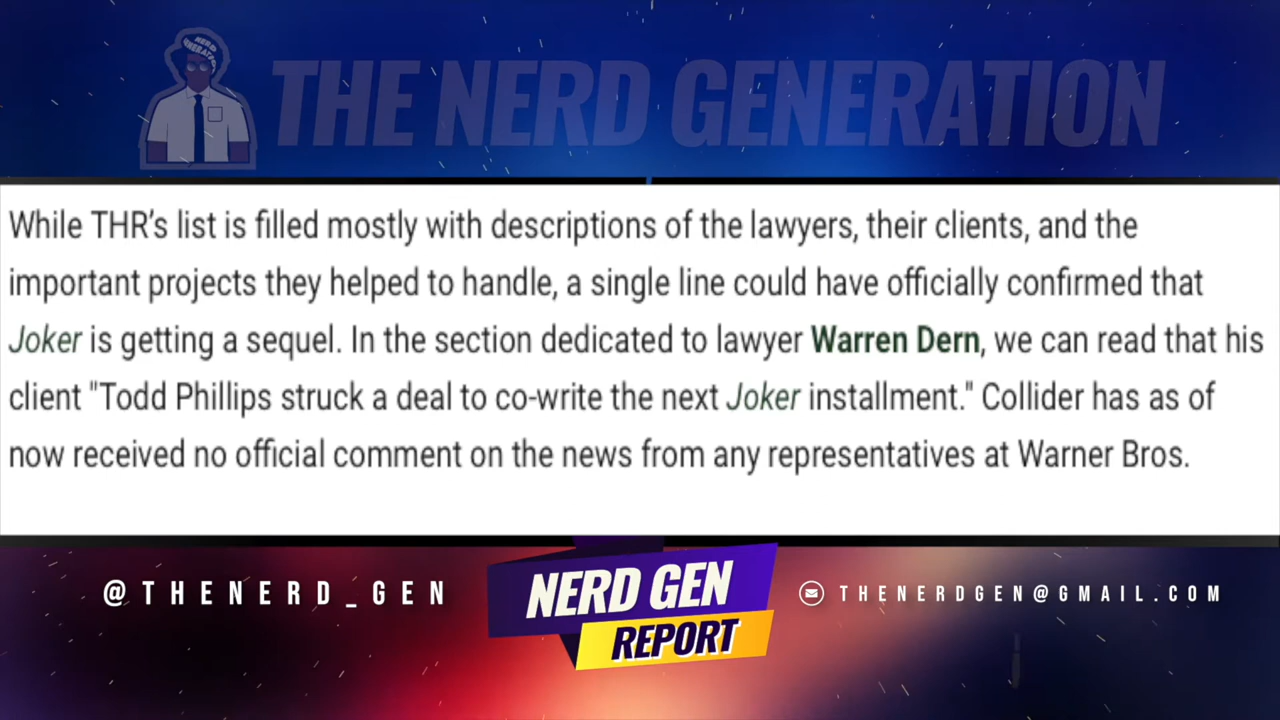 NERD
GENERATION
THE NERD GENERATION
While THR’s list is filled mostly with descriptions of the lawyers, their clients, and the
important projects they helped to handle, a single line could have officially confirmed that
Joker is getting a sequel. In the section dedicated to lawyer Warren Dern, we can read that his
client "Todd Phillips struck a deal to co-write the next Joker installment." Collider has as of
now received no official comment on the news from any representatives at Warner Bros.
@THENERD_GEN
NERD GEN
REPORT
THENERDGEN@GMAIL.COM